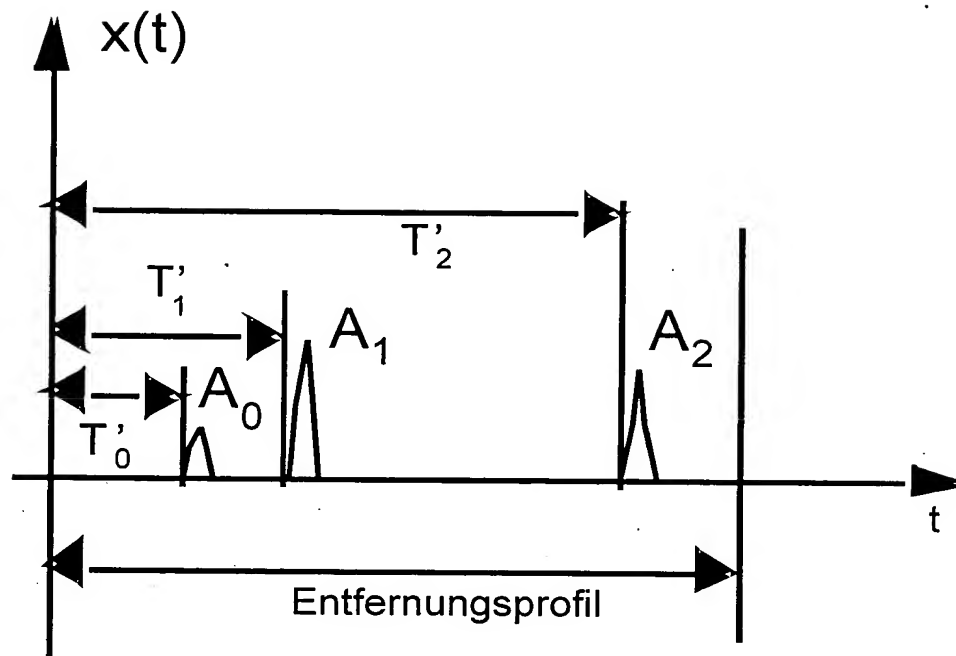 x(t)
T'₂
T'₁
A₁
A₂
A₀
T'₀
t
Entfernungsprofil